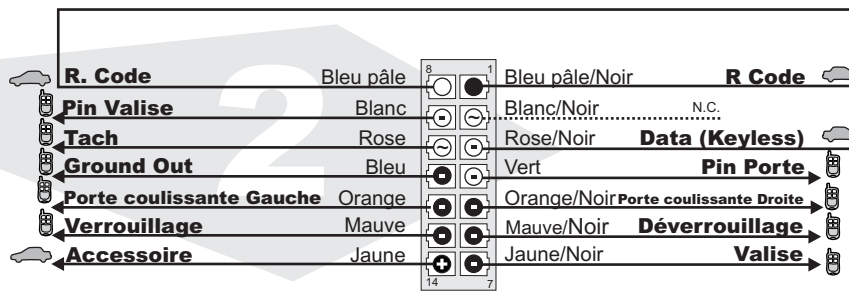 8 1
R. Code Bleu pâle Bleu pâle/Noir R Code
Pin Valise Blanc Blanc/Noir N.C.
Tach Rose Rose/Noir Data (Keyless)
Ground Out Bleu Vert Pin Porte
Porte coulissante Gauche Orange Orange/Noir Porte coulissante Droite
Verrouillage Mauve Mauve/Noir Déverrouillage
Accessoire Jaune Jaune/Noir Valise
14 7
2